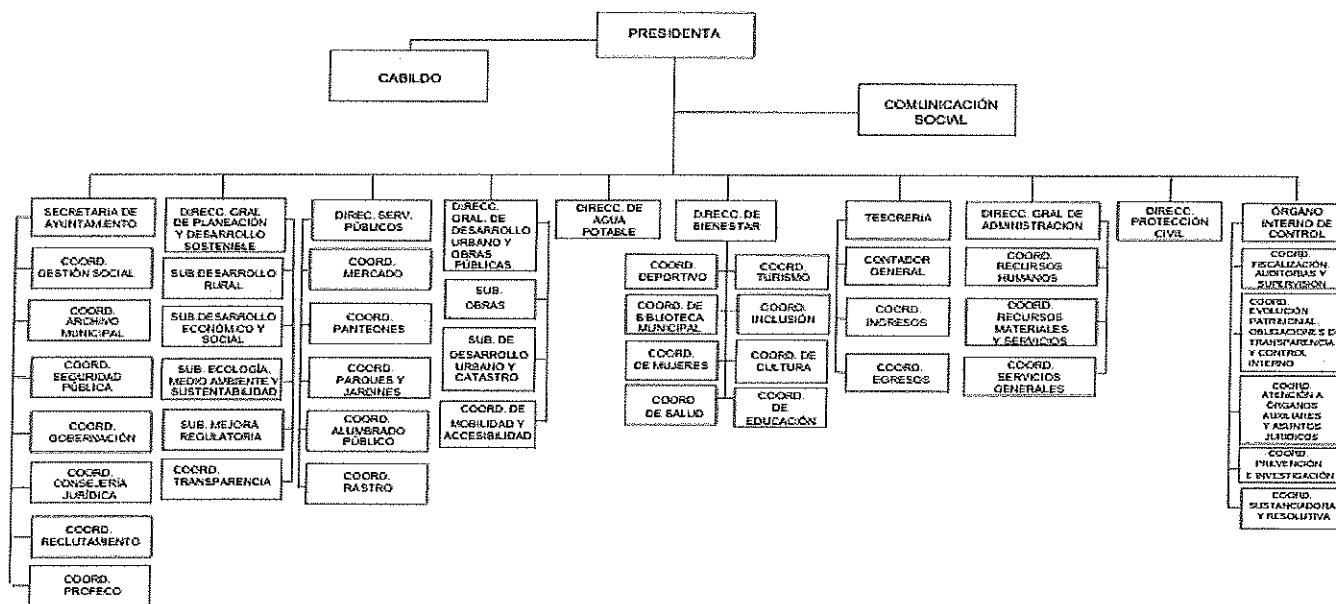 PRESIDENTA
CABILDO
COMUNICACIÓN
SOCIAL
SECRETARIA DE
AYUNTAMIENTO
COORD.
GESTIÓN SOCIAL
COORD.
ARCHIVO
MUNICIPAL
COORD.
SEGURIDAD
PÚBLICA
COORD.
GOBERNACIÓN
COORD.
CONSEJERÍA
JURÍDICA
COORD.
RECLUTAMIENTO
COORD.
PROFECO
DIRECC. GRAL
DE PLANEACIÓN
Y DESARROLLO
SOSTENIBLE
SUB.DESARROLLO
RURAL
SUB.DESARROLLO
ECONÓMICO Y
SOCIAL
SUB. ECOLOGÍA,
MEDIO AMBIENTE Y
SUSTENTABILIDAD
SUB. MEJORA
REGULATORIA
COORD.
TRANSPARENCIA
DIREC. SERV.
PÚBLICOS
COORD.
MERCADO
COORD.
PANTEONES
COORD.
PARQUES Y
JARDINES
COORD.
ALUMBRADO
PÚBLICO
COORD.
RASTRO
DIRECC.
GRAL. DE
DESARROLLO
URBANO Y
OBRAS
PÚBLICAS
SUB.
OBRAS
SUB. DE
DESARROLLO
URBANO Y
CATASTRO
COORD. DE
MOBILIDAD Y
ACCESIBILIDAD
DIRECC. DE
AGUA
POTABLE
DIRECC. DE
BIENESTAR
COORD.
DEPORTIVO
COORD. DE
BIBLIOTECA
MUNICIPAL
COORD.
DE MUJERES
COORD
DE SALUD
COORD.
TURISMO
COORD.
INCLUSIÓN
COORD. DE
CULTURA
COORD.
DE
EDUCACIÓN
TESORERIA
CONTADOR
GENERAL
COORD.
INGRESOS
COORD.
EGRESOS
DIRECC. GRAL DE
ADMINISTRACION
COORD.
RECURSOS
HUMANOS
COORD.
RECURSOS
MATERIALES
Y SERVICIOS
COORD.
SERVICIOS
GENERALES
DIRECC.
PROTECCIÓN
CIVIL
ÓRGANO
INTERNO DE
CONTROL
COORD.
FISCALIZACIÓN,
AUDITORIAS Y
SUPERVISIÓN
COORD.
EVOLUCIÓN
PATRIMONIAL,
OBLIGACIONES DE
TRANSPARENCIA
Y CONTROL
INTERNO
COORD.
ATENCIÓN A
ÓRGANOS
AUXILIARES
Y ASUNTOS
JURÍDICOS
COORD.
PREVENCIÓN
E INVESTIGACIÓN
COORD.
SUSTANCIADORA
Y RESOLUTIVA